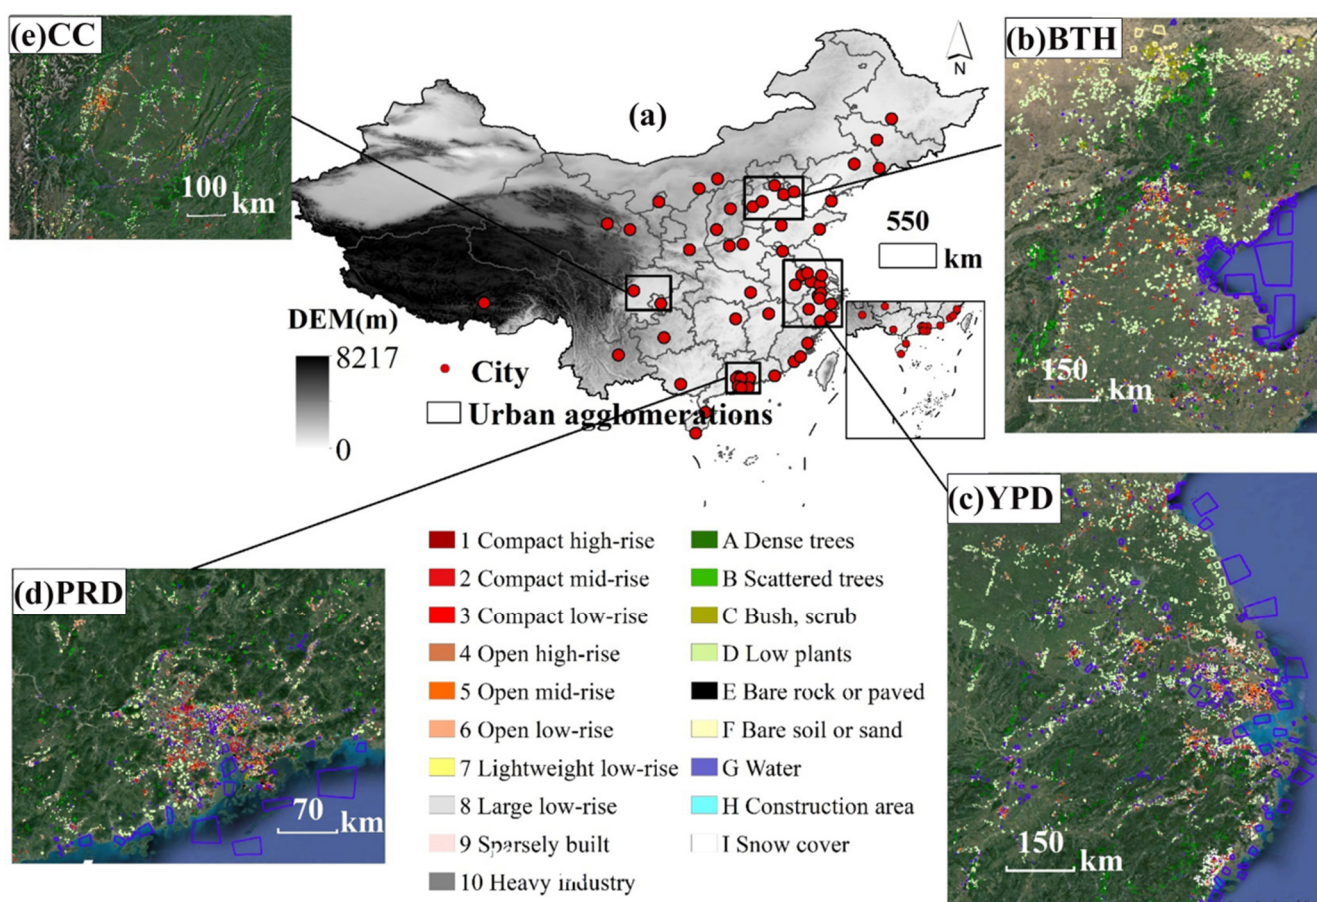 (e)CC
100
km
(a)
N
(b)BTH
150
km
550
km
DEM(m)
8217
0
City
Urban agglomerations
(c)YPD
150
km
(d)PRD
70
km
1 Compact high-rise
2 Compact mid-rise
3 Compact low-rise
4 Open high-rise
5 Open mid-rise
6 Open low-rise
7 Lightweight low-rise
8 Large low-rise
9 Sparsely built
10 Heavy industry
A Dense trees
B Scattered trees
C Bush, scrub
D Low plants
E Bare rock or paved
F Bare soil or sand
G Water
H Construction area
I Snow cover